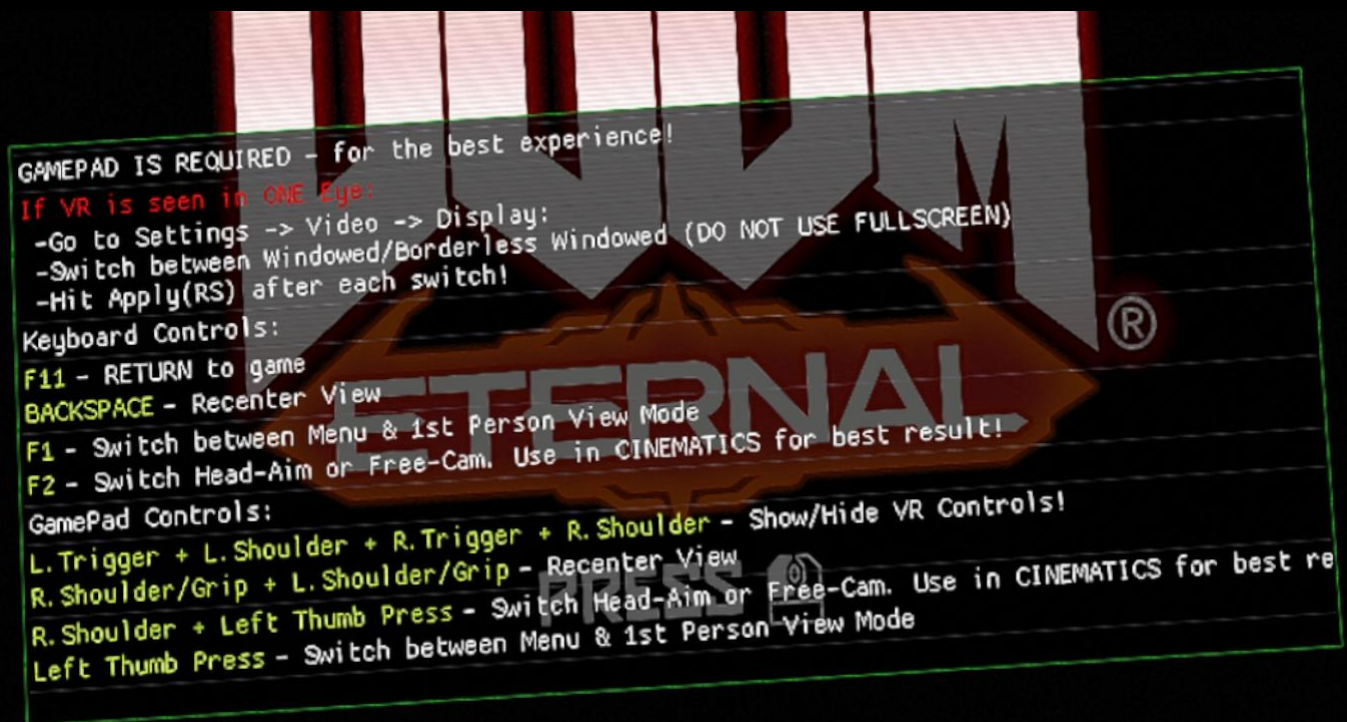 DOOM
ETERNAL
®
GAMEPAD IS REQUIRED - for the best experience!
If VR is seen in ONE Eye:
-Go to Settings -> Video -> Display:
-Switch between Windowed/Borderless Windowed (DO NOT USE FULLSCREEN)
-Hit Apply(RS) after each switch!
Keyboard Controls:
F11 - RETURN to game
BACKSPACE - Recenter View
F1 - Switch between Menu & 1st Person View Mode
F2 - Switch Head-Aim or Free-Cam. Use in CINEMATICS for best result!
GamePad Controls:
L.Trigger + L.Shoulder + R.Trigger + R.Shoulder - Show/Hide VR Controls!
R.Shoulder/Grip + L.Shoulder/Grip - Recenter View
R.Shoulder + Left Thumb Press - Switch Head-Aim or Free-Cam. Use in CINEMATICS for best re
Left Thumb Press - Switch between Menu & 1st Person View Mode
PRESS